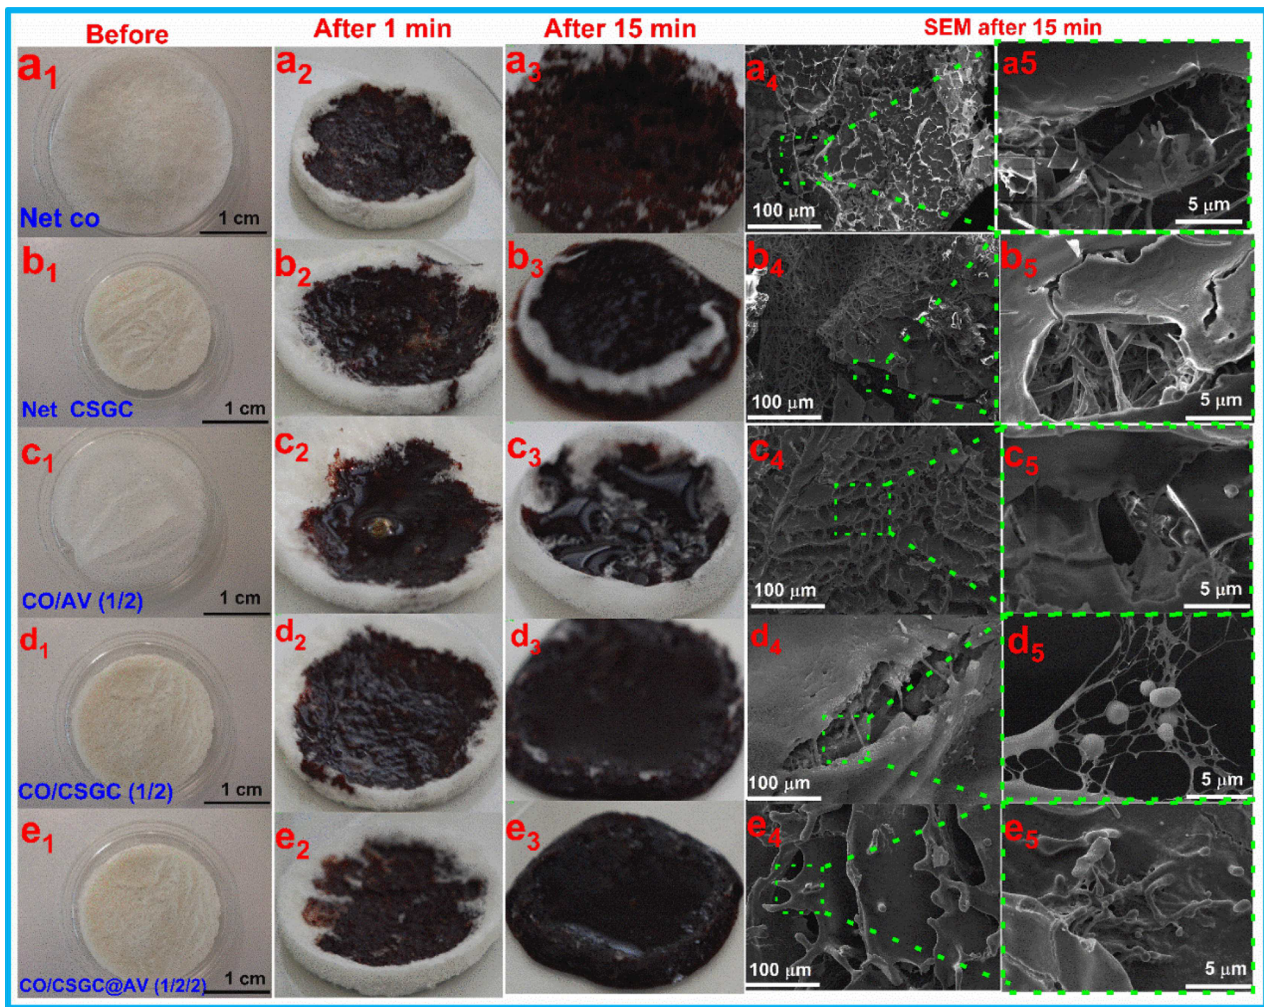 Before After 1 min After 15 min SEM after 15 min
a1 a2 a3 a4 a5
Net co 1 cm 100 μm 5 μm
b1 b2 b3 b4 b5
Net CSGC 1 cm 100 μm 5 μm
c1 c2 c3 c4 c5
CO/AV (1/2) 1 cm 100 μm 5 μm
d1 d2 d3 d4 d5
CO/CSGC (1/2) 1 cm 100 μm 5 μm
e1 e2 e3 e4 e5
CO/CSGC@AV (1/2/2) 1 cm 100 μm 5 μm